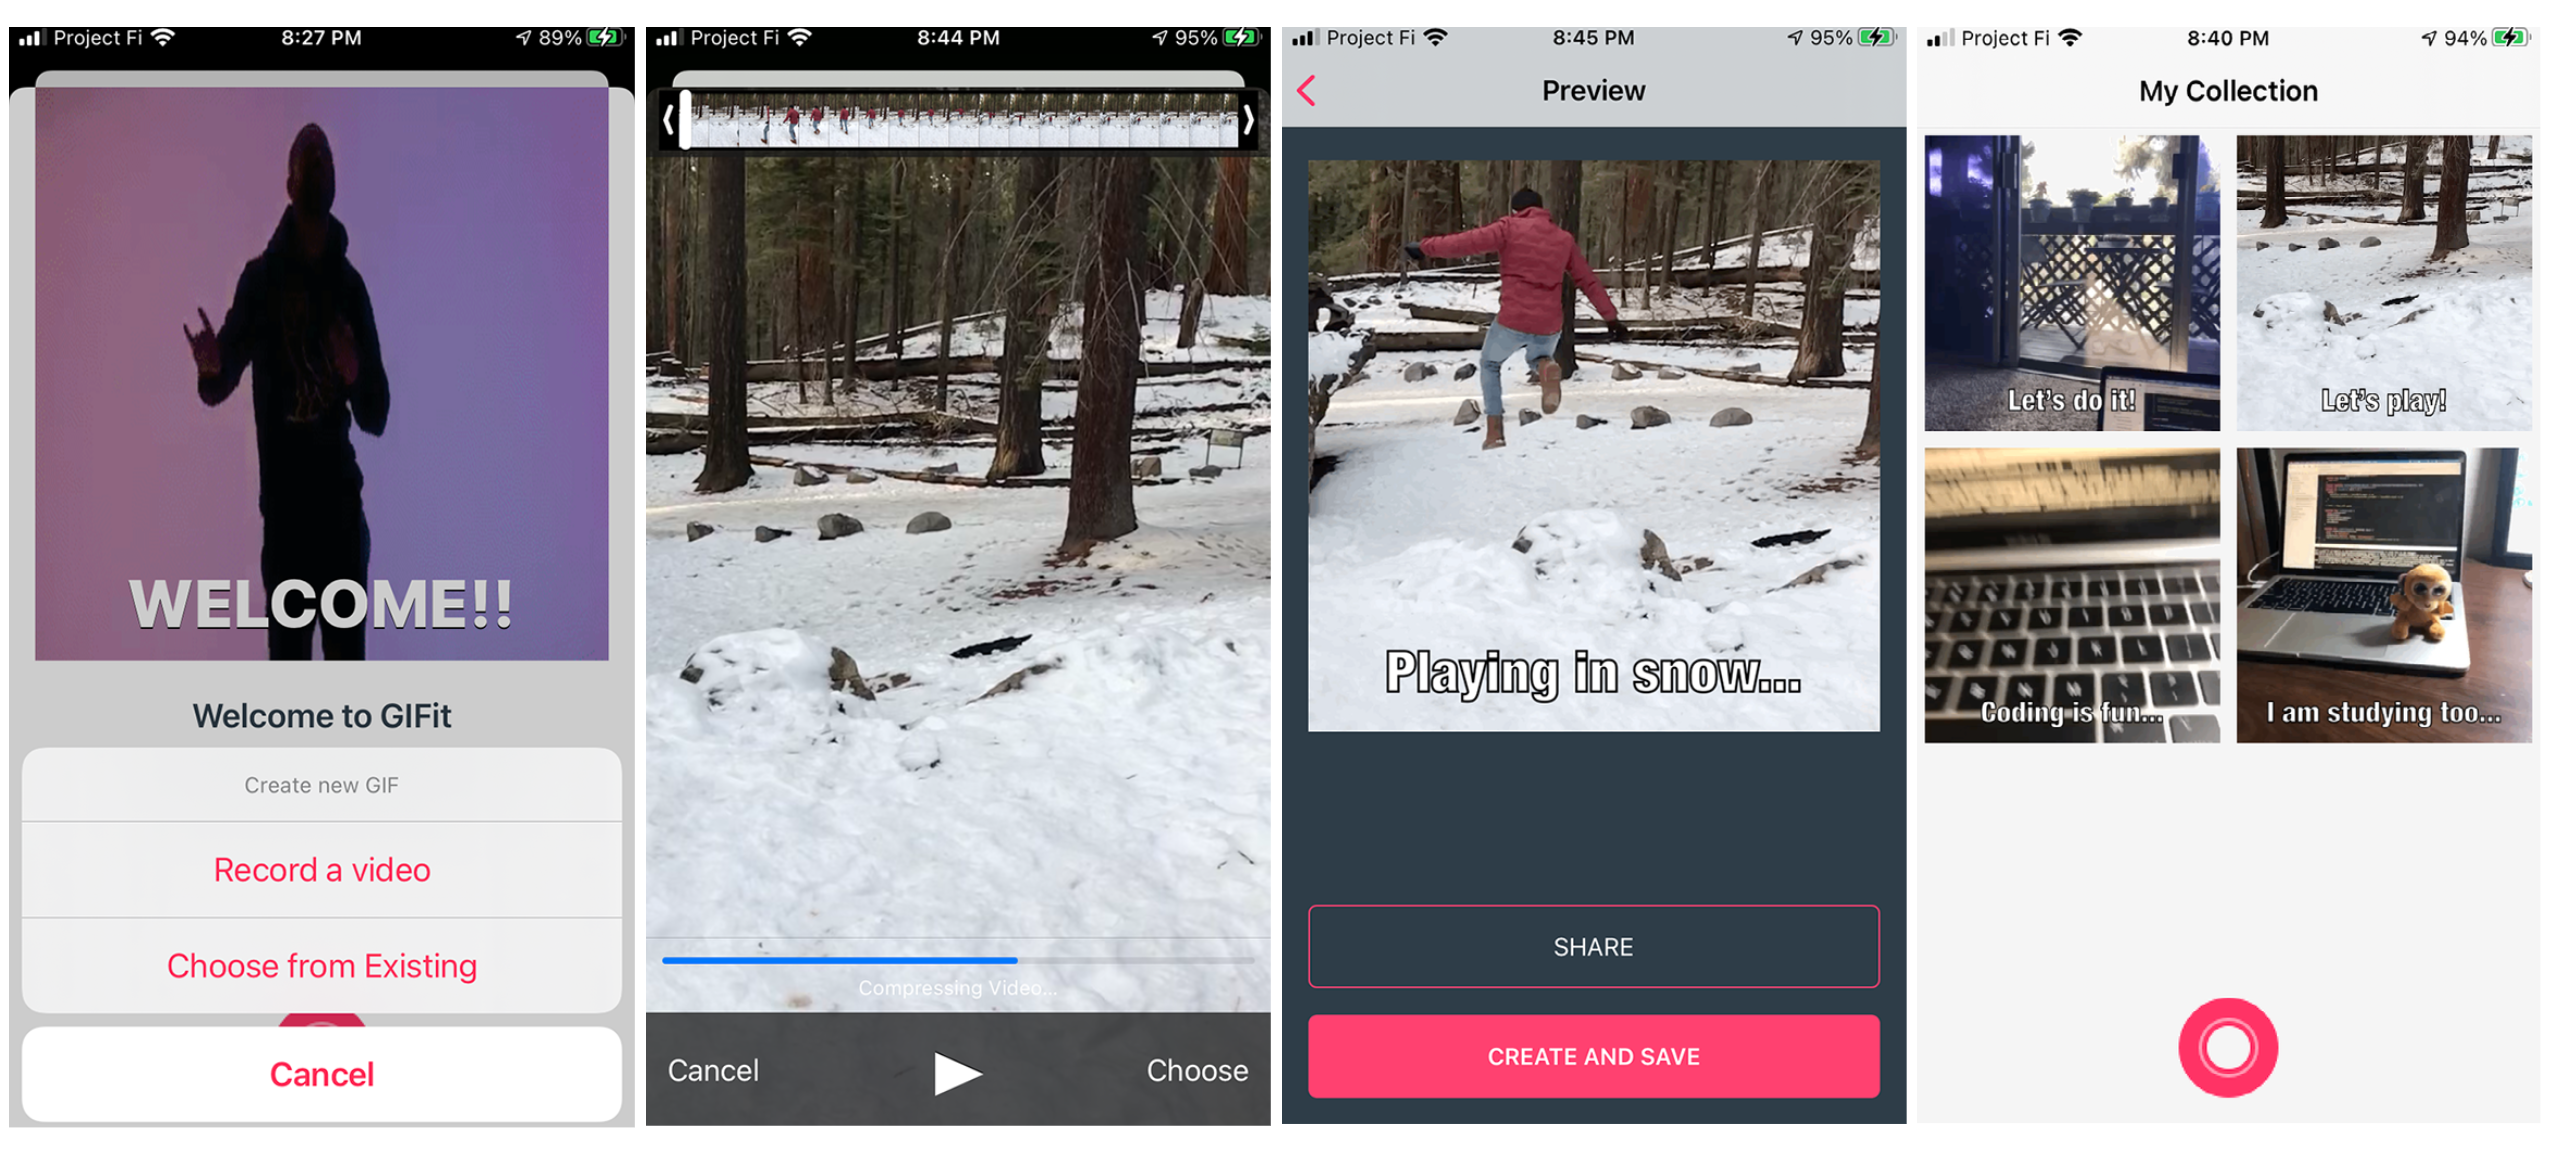 Project Fi 8:27 PM 89%
WELCOME!!
Welcome to GIFit
Create new GIF
Record a video
Choose from Existing
Cancel
Project Fi 8:44 PM 95%
Compressing Video...
Cancel Choose
Project Fi 8:45 PM 95%
Preview
Playing in snow...
SHARE
CREATE AND SAVE
Project Fi 8:40 PM 94%
My Collection
Let's do it!
Let's play!
Coding is fun...
I am studying too...